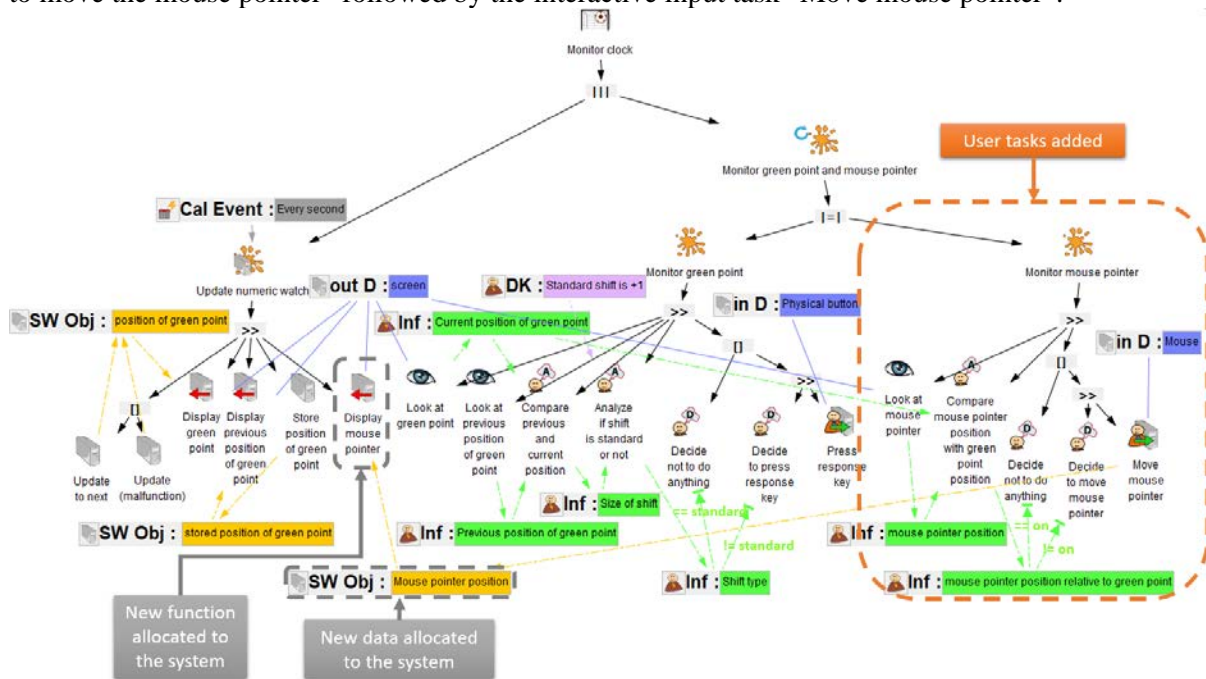 to move the mouse pointer" followed by the interactive input task "Move mouse pointer".
Monitor clock
|||
User tasks added
Monitor green point and mouse pointer
Cal Event : Every second
|=|
Update numeric watch
out D : screen
DK : Standard shift is +1
Monitor green point
Monitor mouse pointer
SW Obj : position of green point
Inf : Current position of green point
in D : Physical button
>>
>>
>>
in D : Mouse
[]
[]
[]
>>
>>
Display
green
point
Display
previous
position
of green
point
Store
position of
green
point
Display
mouse
pointer
Look at
green point
Look at
previous
position
of green
point
Compare
previous
and
current
position
Analyze
if shift
is standard
or not
Decide
not to do
anything
Decide
to press
response
key
Press
response
key
Look at
mouse
pointer
Compare
mouse pointer
position
with green
point
position
Decide
not to do
anything
Decide
to move
mouse
pointer
Move
mouse
pointer
Update
to next
Update
(malfunction)
Inf : Size of shift
== standard
SW Obj : stored position of green point
Inf : Previous position of green point
!= standard
Inf : mouse pointer position
== on
!= on
SW Obj : Mouse pointer position
Inf : Shift type
Inf : mouse pointer position relative to green point
New function
allocated to
the system
New data allocated
to the system